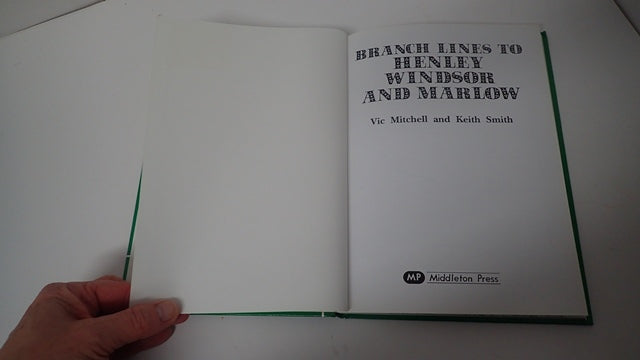 BRANCH LINES TO
HENLEY
WINDSOR
AND MARLOW
Vic Mitchell and Keith Smith
MP Middleton Press